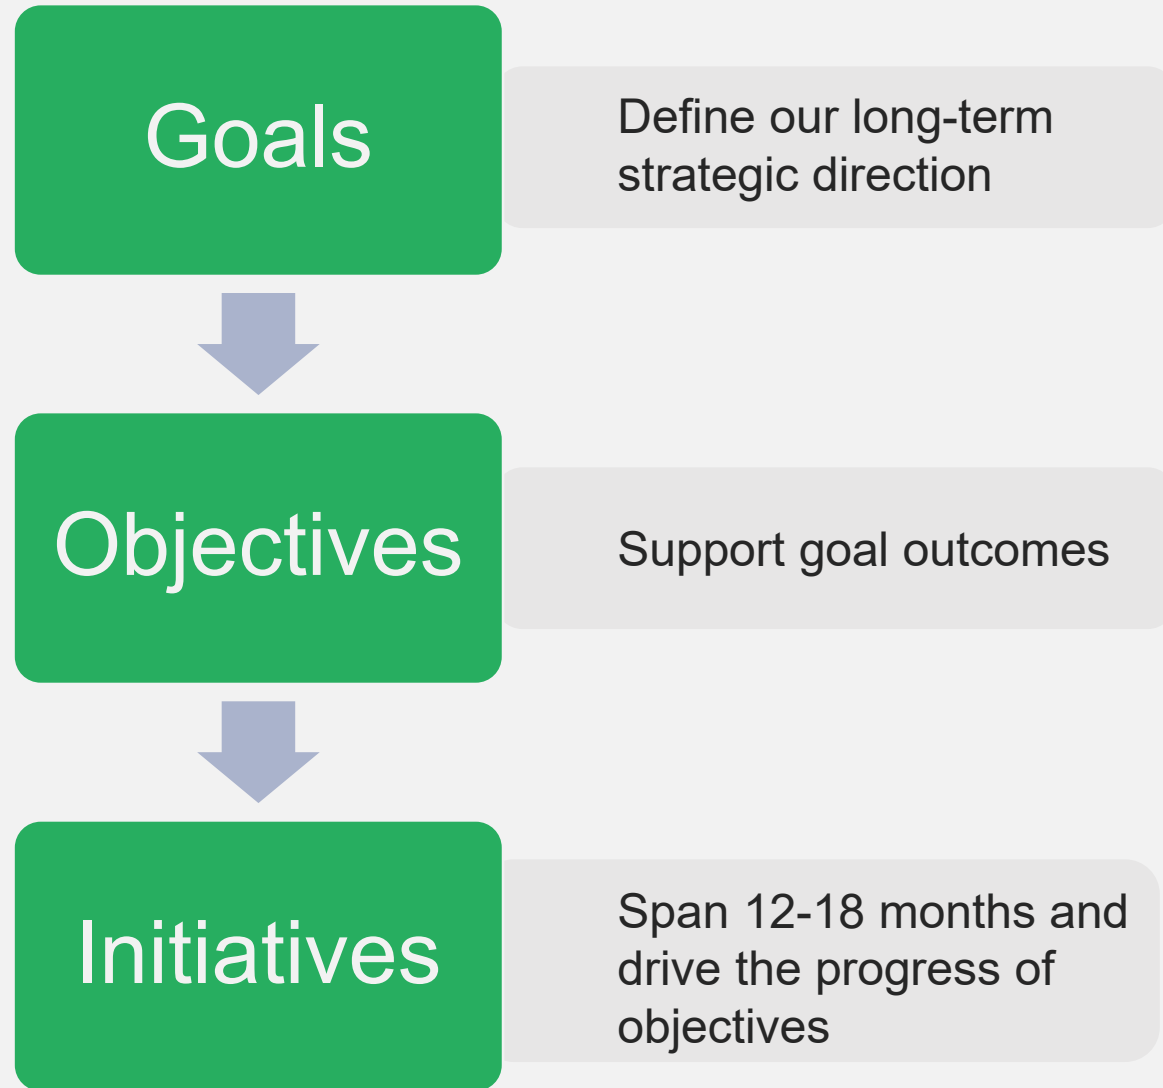 Goals
Define our long-term
strategic direction
Objectives
Support goal outcomes
Initiatives
Span 12-18 months and
drive the progress of
objectives